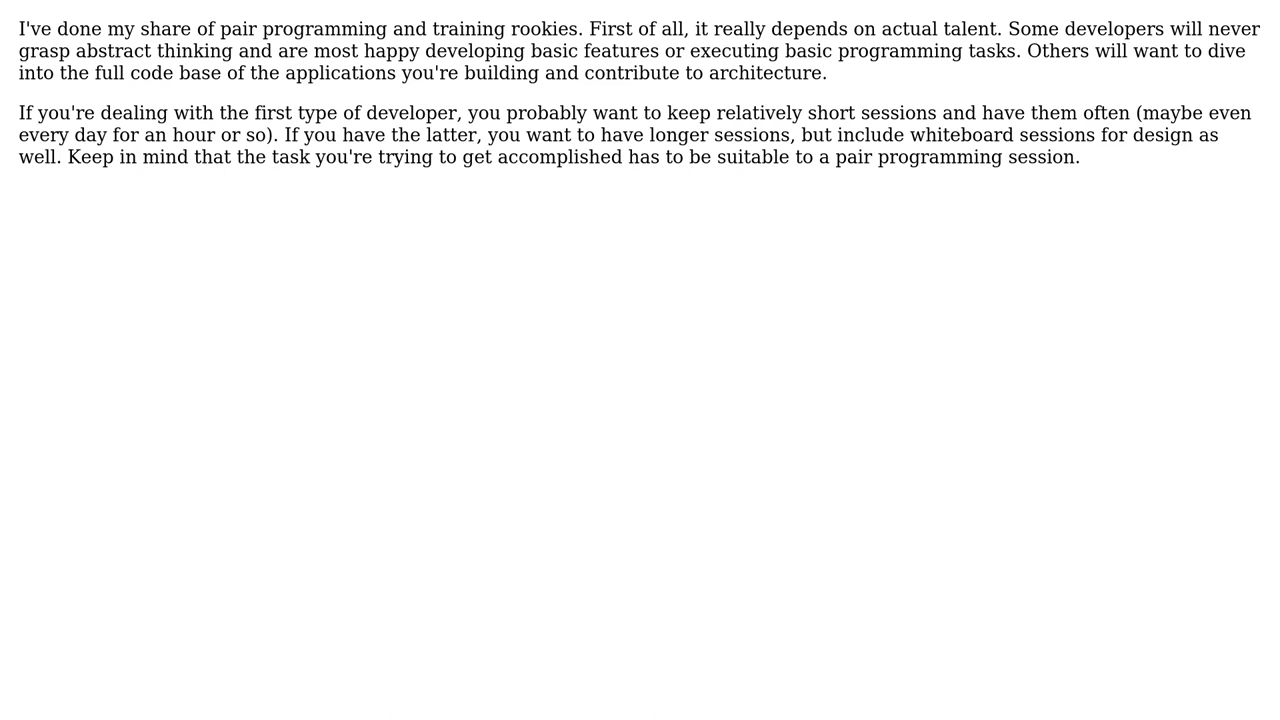 I've done my share of pair programming and training rookies. First of all, it really depends on actual talent. Some developers will never
grasp abstract thinking and are most happy developing basic features or executing basic programming tasks. Others will want to dive
into the full code base of the applications you're building and contribute to architecture.
If you're dealing with the first type of developer, you probably want to keep relatively short sessions and have them often (maybe even
every day for an hour or so). If you have the latter, you want to have longer sessions, but include whiteboard sessions for design as
well. Keep in mind that the task you're trying to get accomplished has to be suitable to a pair programming session.